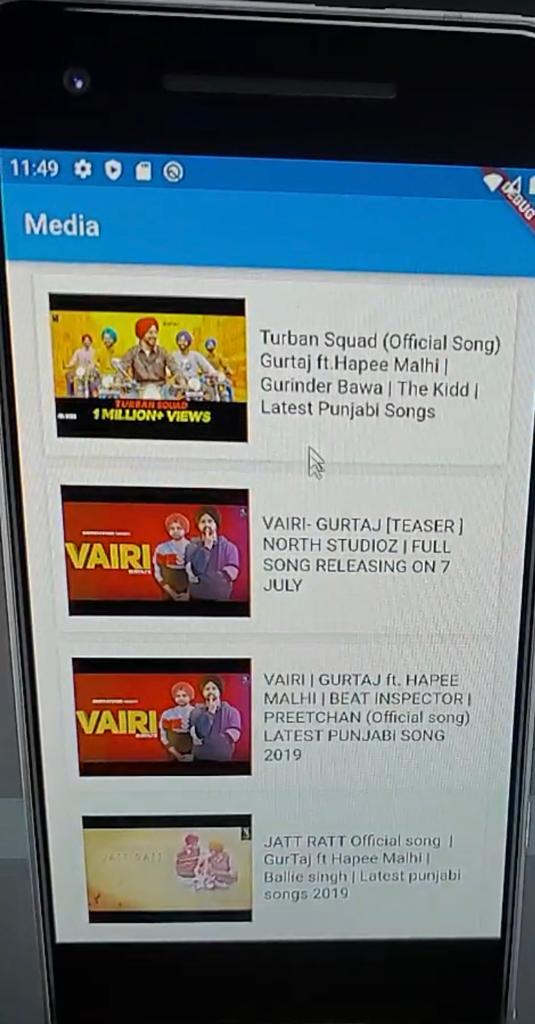 11:49
DEBUG
Media
Turban Squad (Official Song)
Gurtaj ft.Hapee Malhi |
Gurinder Bawa | The Kidd |
Latest Punjabi Songs
TURBAN SQUAD
1 MILLION+ VIEWS
VAIRI- GURTAJ [TEASER ]
NORTH STUDIOZ | FULL
SONG RELEASING ON 7
JULY
VAIRI
VAIRI | GURTAJ ft. HAPEE
MALHI | BEAT INSPECTOR |
PREETCHAN (Official song)
LATEST PUNJABI SONG
2019
VAIRI
JATT RATT Official song |
GurTaj ft Hapee Malhi |
Ballie singh | Latest punjabi
songs 2019
JATT RATT